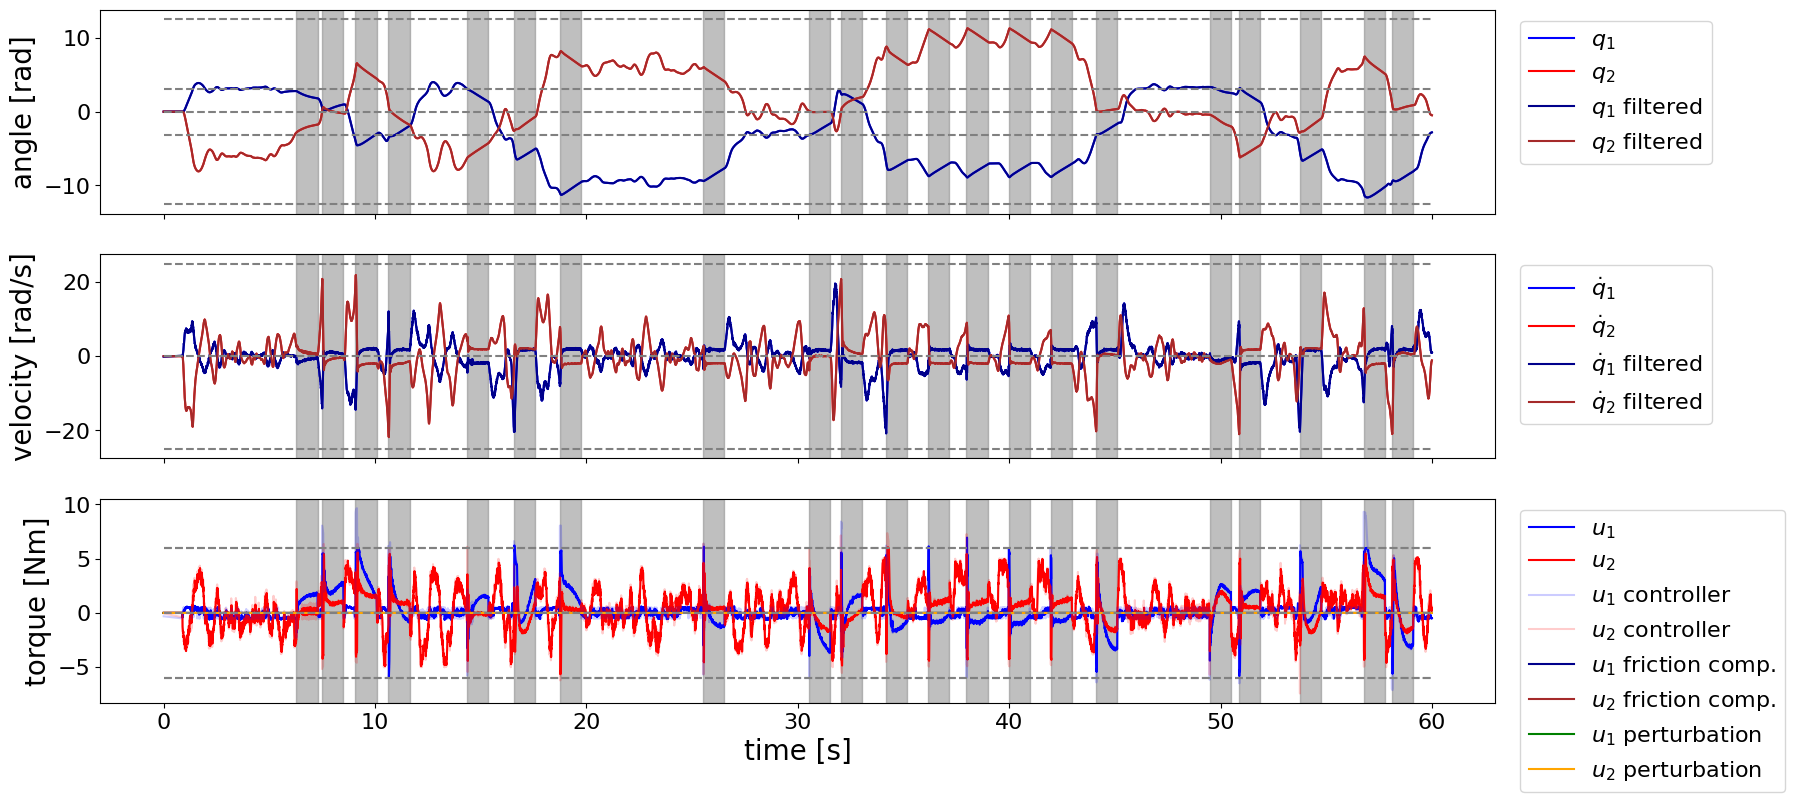 angle [rad]
10
0
−10
q₁
q₂
q₁ filtered
q₂ filtered
velocity [rad/s]
20
0
−20
q̇₁
q̇₂
q̇₁ filtered
q̇₂ filtered
torque [Nm]
10
5
0
−5
0 10 20 30 40 50 60
time [s]
u₁
u₂
u₁ controller
u₂ controller
u₁ friction comp.
u₂ friction comp.
u₁ perturbation
u₂ perturbation